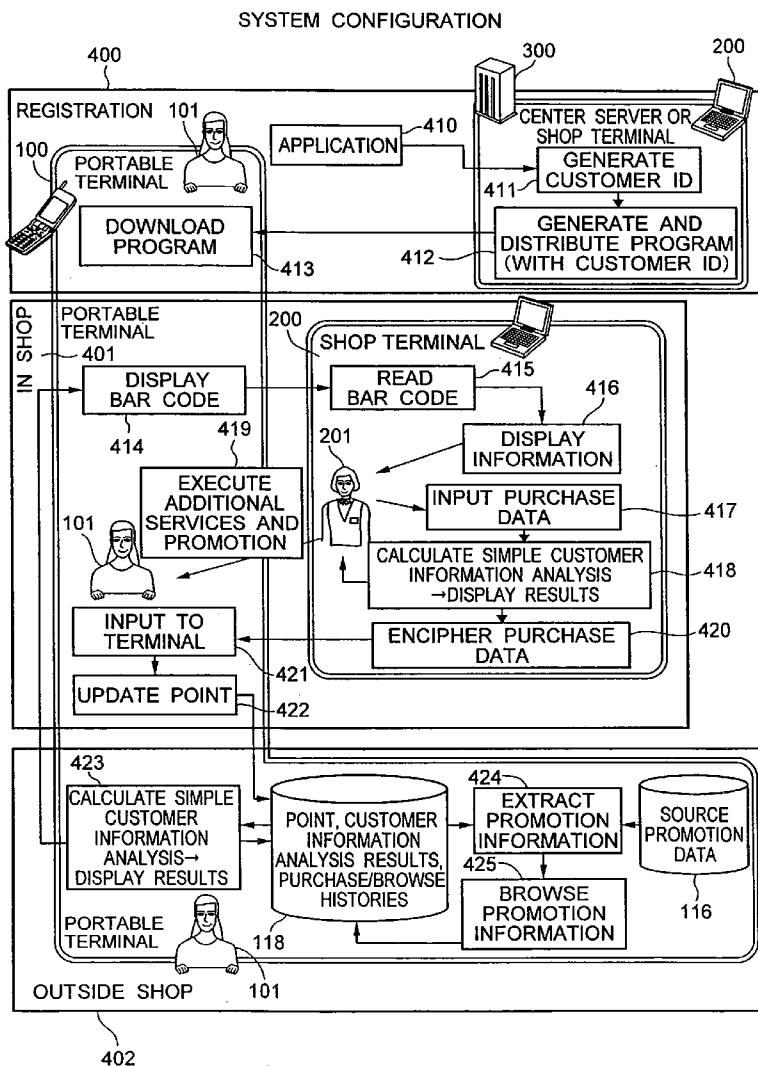 SYSTEM CONFIGURATION
400
300
200
REGISTRATION
101
410
CENTER SERVER OR
SHOP TERMINAL
100
PORTABLE
TERMINAL
APPLICATION
GENERATE
CUSTOMER ID
411
DOWNLOAD
PROGRAM
413
GENERATE AND
DISTRIBUTE PROGRAM
(WITH CUSTOMER ID)
412
IN SHOP
PORTABLE
TERMINAL
401
200
SHOP TERMINAL
415
DISPLAY
BAR CODE
414
READ
BAR CODE
416
419
201
DISPLAY
INFORMATION
EXECUTE
ADDITIONAL
SERVICES AND
PROMOTION
INPUT PURCHASE
DATA
417
101
CALCULATE SIMPLE CUSTOMER
INFORMATION ANALYSIS
→DISPLAY RESULTS
418
INPUT TO
TERMINAL
421
ENCIPHER PURCHASE
DATA
420
UPDATE POINT
422
423
CALCULATE SIMPLE
CUSTOMER
INFORMATION
ANALYSIS→
DISPLAY RESULTS
POINT, CUSTOMER
INFORMATION
ANALYSIS RESULTS,
PURCHASE/BROWSE
HISTORIES
118
424
EXTRACT
PROMOTION
INFORMATION
SOURCE
PROMOTION
DATA
116
425
BROWSE
PROMOTION
INFORMATION
PORTABLE
TERMINAL
101
OUTSIDE SHOP
402